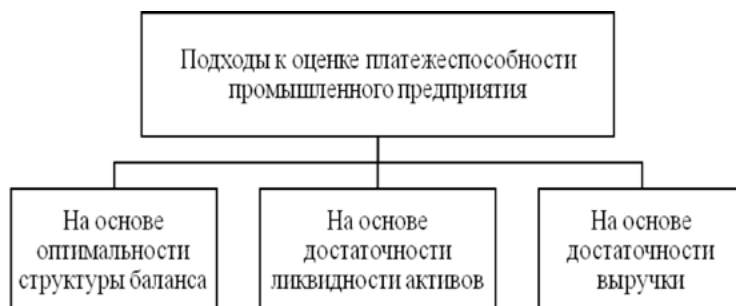 Подходы к оценке платежеспособности
промышленного предприятия
На основе
оптимальности
структуры баланса
На основе
достаточности
ликвидности активов
На основе
достаточности
выручки